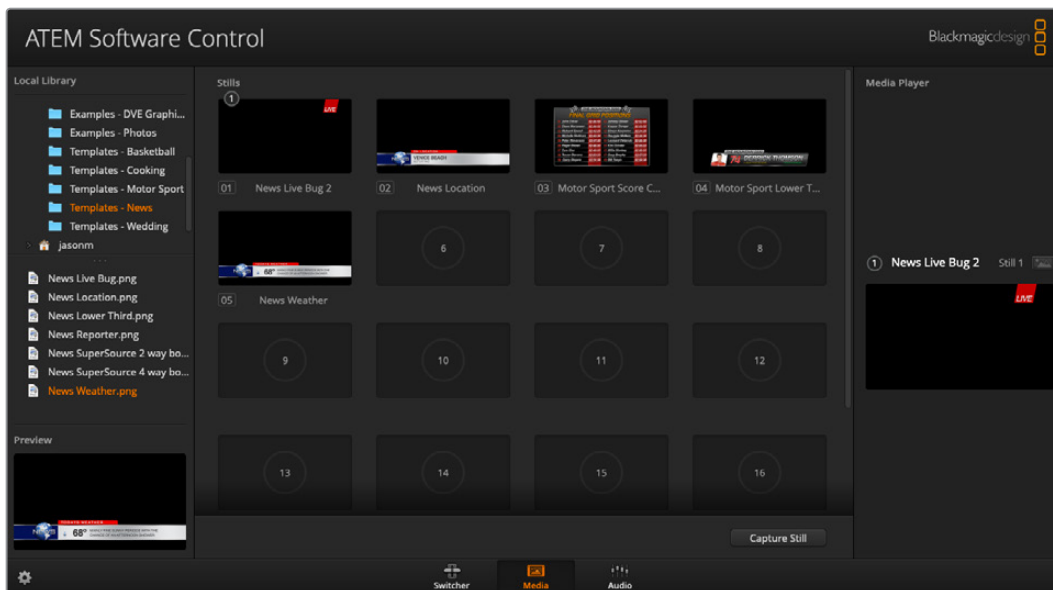 ATEM Software Control
Blackmagicdesign
Local Library
Examples - DVE Graphi...
Examples - Photos
Templates - Basketball
Templates - Cooking
Templates - Motor Sport
Templates - News
Templates - Wedding
jasonm
News Live Bug.png
News Location.png
News Lower Third.png
News Reporter.png
News SuperSource 2 way bo...
News SuperSource 4 way bo...
News Weather.png
Preview
68°
Stills
1
LIVE
VENUE BEACH
DERRICK THOMSON
01 News Live Bug 2
02 News Location
03 Motor Sport Score C...
04 Motor Sport Lower T...
68°
6
7
8
05 News Weather
9
10
11
12
13
14
15
16
Capture Still
Media Player
1 News Live Bug 2 Still 1
LIVE
Switcher
Media
Audio